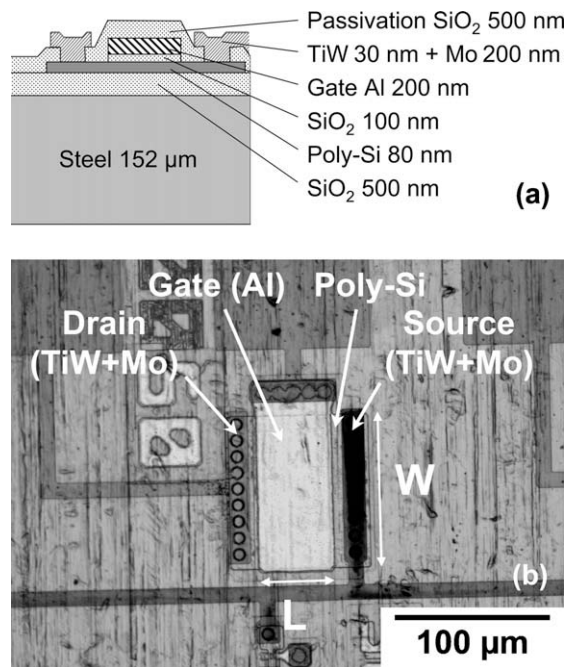 Passivation SiO₂ 500 nm
TiW 30 nm + Mo 200 nm
Gate Al 200 nm
SiO₂ 100 nm
Poly-Si 80 nm
SiO₂ 500 nm
Steel 152 µm
(a)
Gate (Al) Poly-Si
Drain Source
(TiW+Mo) (TiW+Mo)
W
(b)
L
100 µm